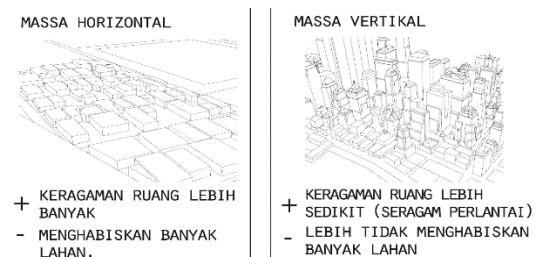 MASSA HORIZONTAL
+ KERAGAMAN RUANG LEBIH
BANYAK
- MENGHABISKAN BANYAK
LAHAN.
MASSA VERTIKAL
+ KERAGAMAN RUANG LEBIH
SEDIKIT (SERAGAM PERLANTAI)
- LEBIH TIDAK MENGHABISKAN
BANYAK LAHAN